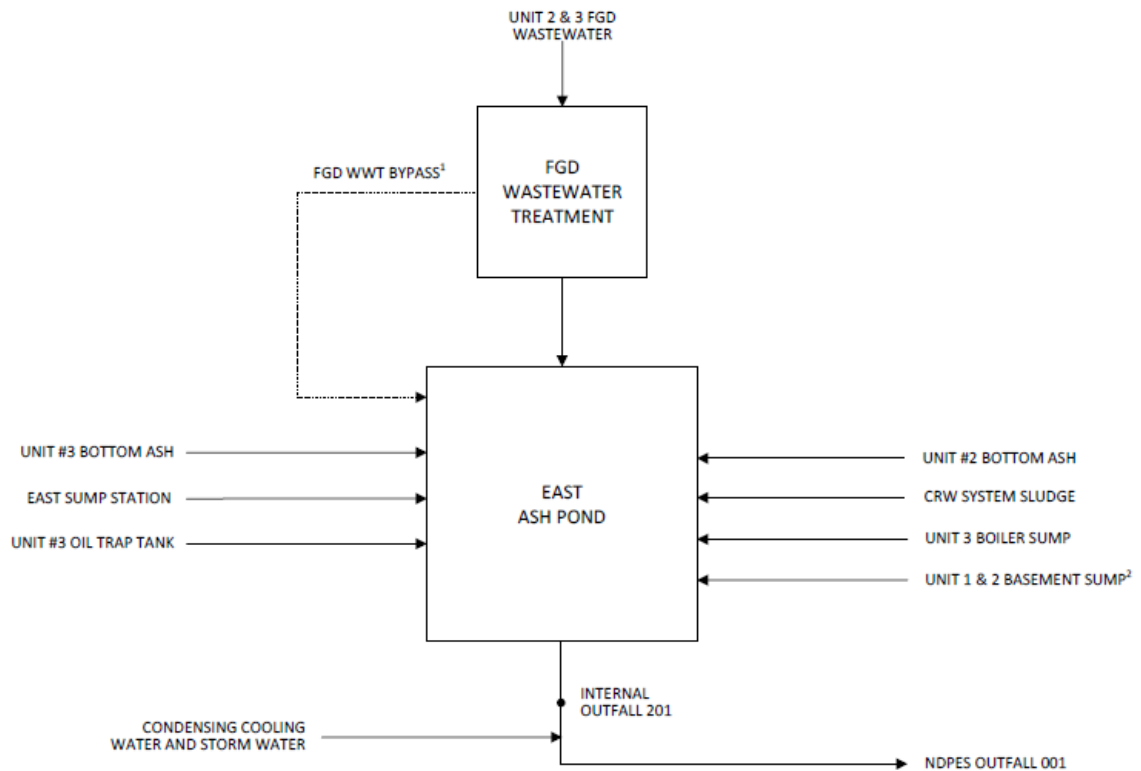 UNIT 2 & 3 FGD
WASTEWATER
FGD WWT BYPASS¹
FGD
WASTEWATER
TREATMENT
UNIT #3 BOTTOM ASH
EAST SUMP STATION
UNIT #3 OIL TRAP TANK
EAST
ASH POND
UNIT #2 BOTTOM ASH
CRW SYSTEM SLUDGE
UNIT 3 BOILER SUMP
UNIT 1 & 2 BASEMENT SUMP²
INTERNAL
OUTFALL 201
CONDENSING COOLING
WATER AND STORM WATER
NDPES OUTFALL 001